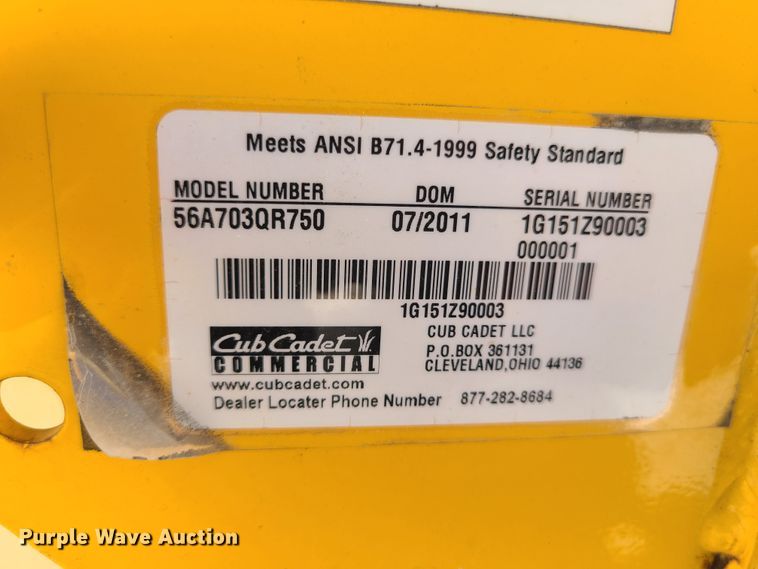 Meets ANSI B71.4-1999 Safety Standard
MODEL NUMBER DOM SERIAL NUMBER
56A703QR750 07/2011 1G151Z90003
000001
1G151Z90003
Cub Cadet
COMMERCIAL
CUB CADET LLC
P.O.BOX 361131
CLEVELAND,OHIO 44136
www.cubcadet.com
Dealer Locater Phone Number 877-282-8684
Purple Wave Auction